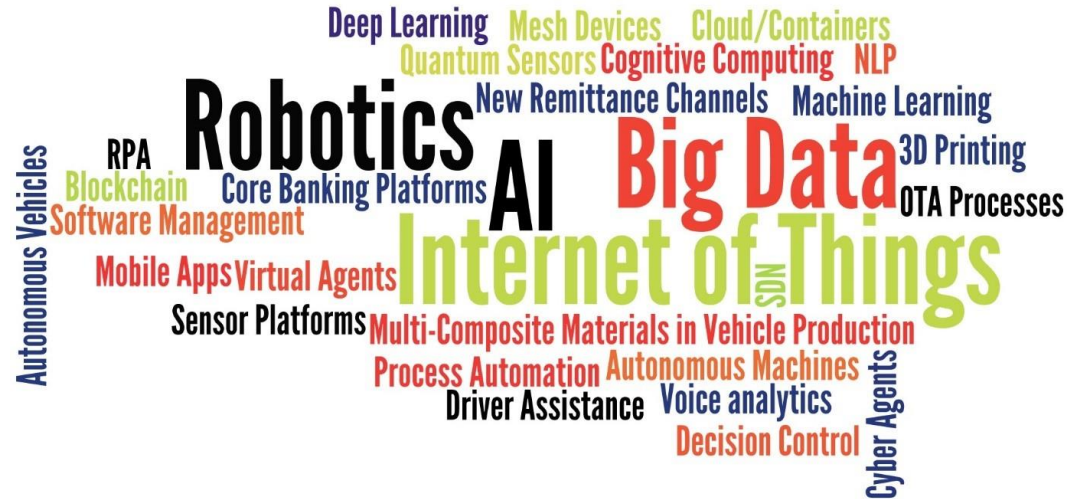 Deep Learning
Mesh Devices
Cloud/Containers
Quantum Sensors
Cognitive Computing
NLP
Robotics
New Remittance Channels
Machine Learning
RPA
AI
Big Data
3D Printing
Blockchain
Core Banking Platforms
OTA Processes
Autonomous Vehicles
Software Management
Internet of Things
SDN
Mobile Apps
Virtual Agents
Sensor Platforms
Multi-Composite Materials in Vehicle Production
Process Automation
Autonomous Machines
Driver Assistance
Voice analytics
Cyber Agents
Decision Control